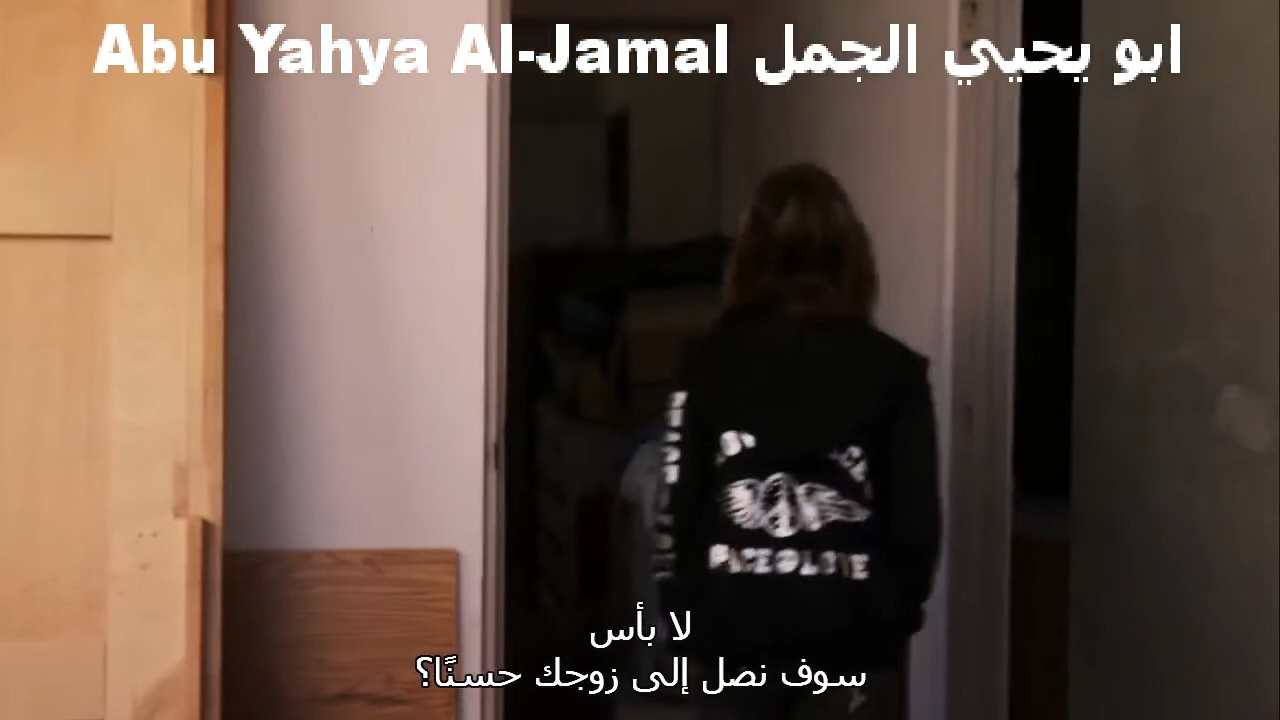 Abu Yahya Al-Jamal ابو يحيي الجمل
لا بأس
سوف نصل إلى زوجك حسنًا؟